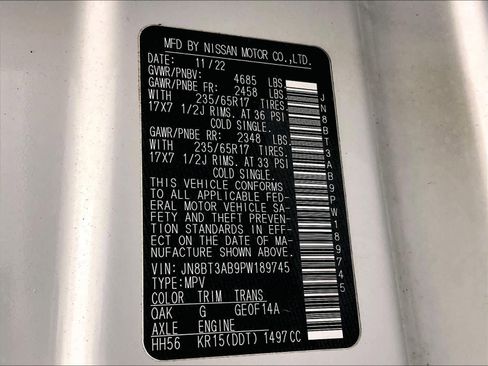 MFD BY NISSAN MOTOR CO.,LTD.
DATE: 11/22
GVWR/PNBV: 4685 LBS
GAWR/PNBE FR: 2458 LBS
WITH 235/65R17 TIRES.
17X7 1/2J RIMS. AT 36 PSI
COLD SINGLE.
GAWR/PNBE RR: 2348 LBS
WITH 235/65R17 TIRES.
17X7 1/2J RIMS. AT 33 PSI
COLD SINGLE.
THIS VEHICLE CONFORMS
TO ALL APPLICABLE FED-
ERAL MOTOR VEHICLE SA-
FETY AND THEFT PREVEN-
TION STANDARDS IN EFF-
ECT ON THE DATE OF MA-
NUFACTURE SHOWN ABOVE.
VIN: JN8BT3AB9PW189745
TYPE: MPV
COLOR TRIM TRANS
QAK G GE0F14A
AXLE ENGINE
HH56 KR15(DDT) 1497CC
JN8BT3AB9PW189745